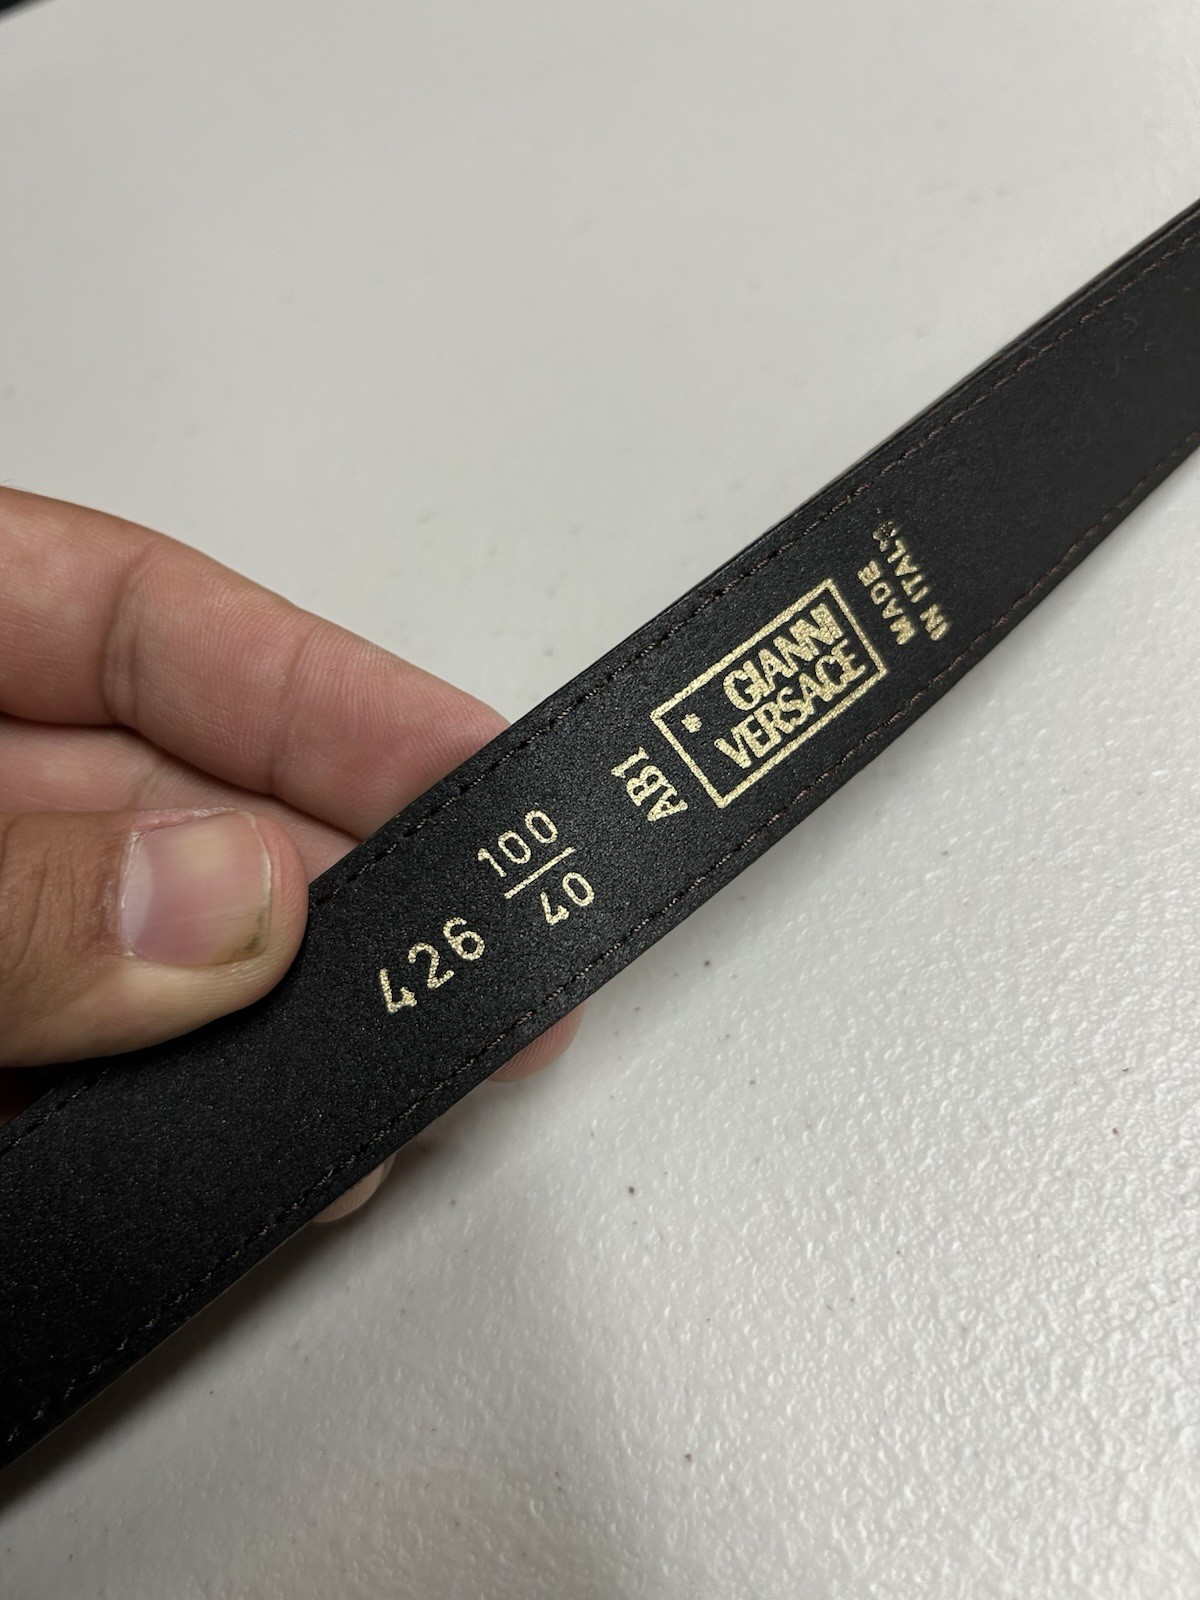 426
100
40
AB1
GIANNI
VERSACE
MADE
IN ITALY